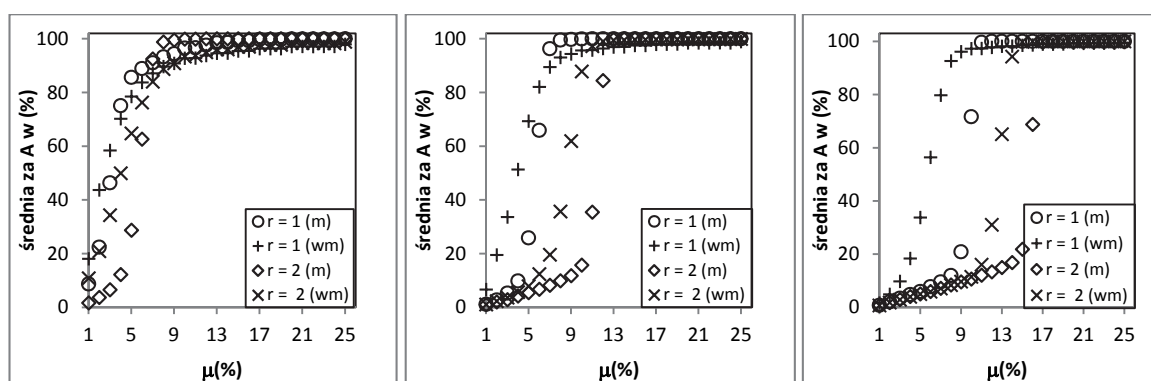 średnia za A w (%)
100
80
60
40
20
0
r = 1 (m)
r = 1 (wm)
r = 2 (m)
r = 2 (wm)
1 5 9 13 17 21 25
μ(%)
średnia za A w (%)
100
80
60
40
20
0
r = 1 (m)
r = 1 (wm)
r = 2 (m)
r = 2 (wm)
1 5 9 13 17 21 25
μ(%)
średnia za A w (%)
100
80
60
40
20
0
r = 1 (m)
r = 1 (wm)
r = 2 (m)
r = 2 (wm)
1 5 9 13 17 21 25
μ(%)